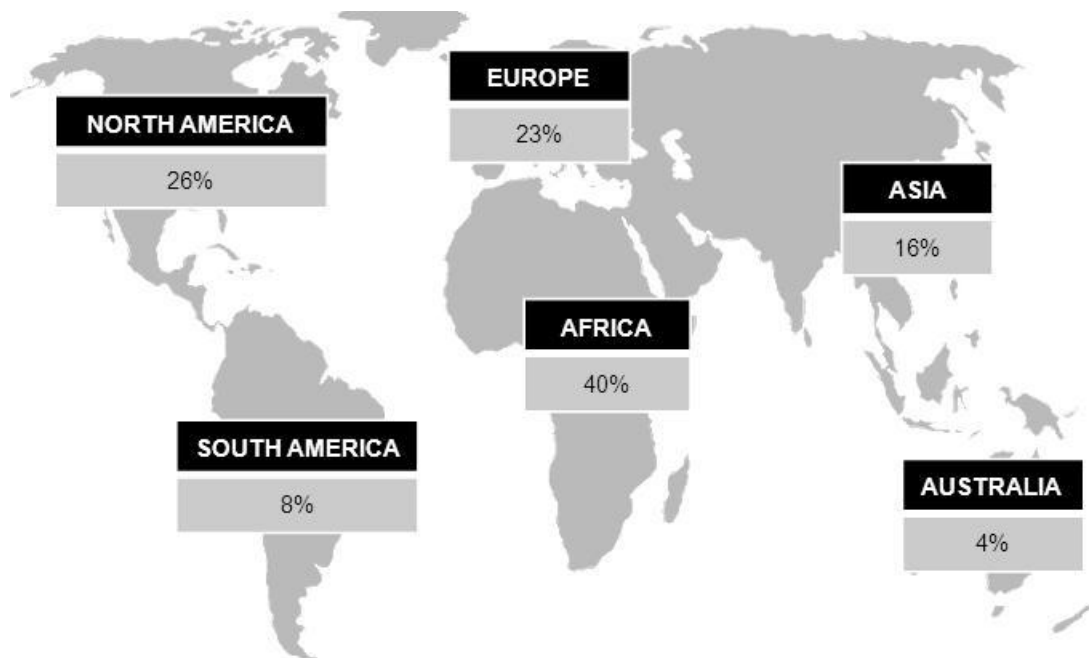 EUROPE
23%
NORTH AMERICA
26%
ASIA
16%
AFRICA
40%
SOUTH AMERICA
8%
AUSTRALIA
4%